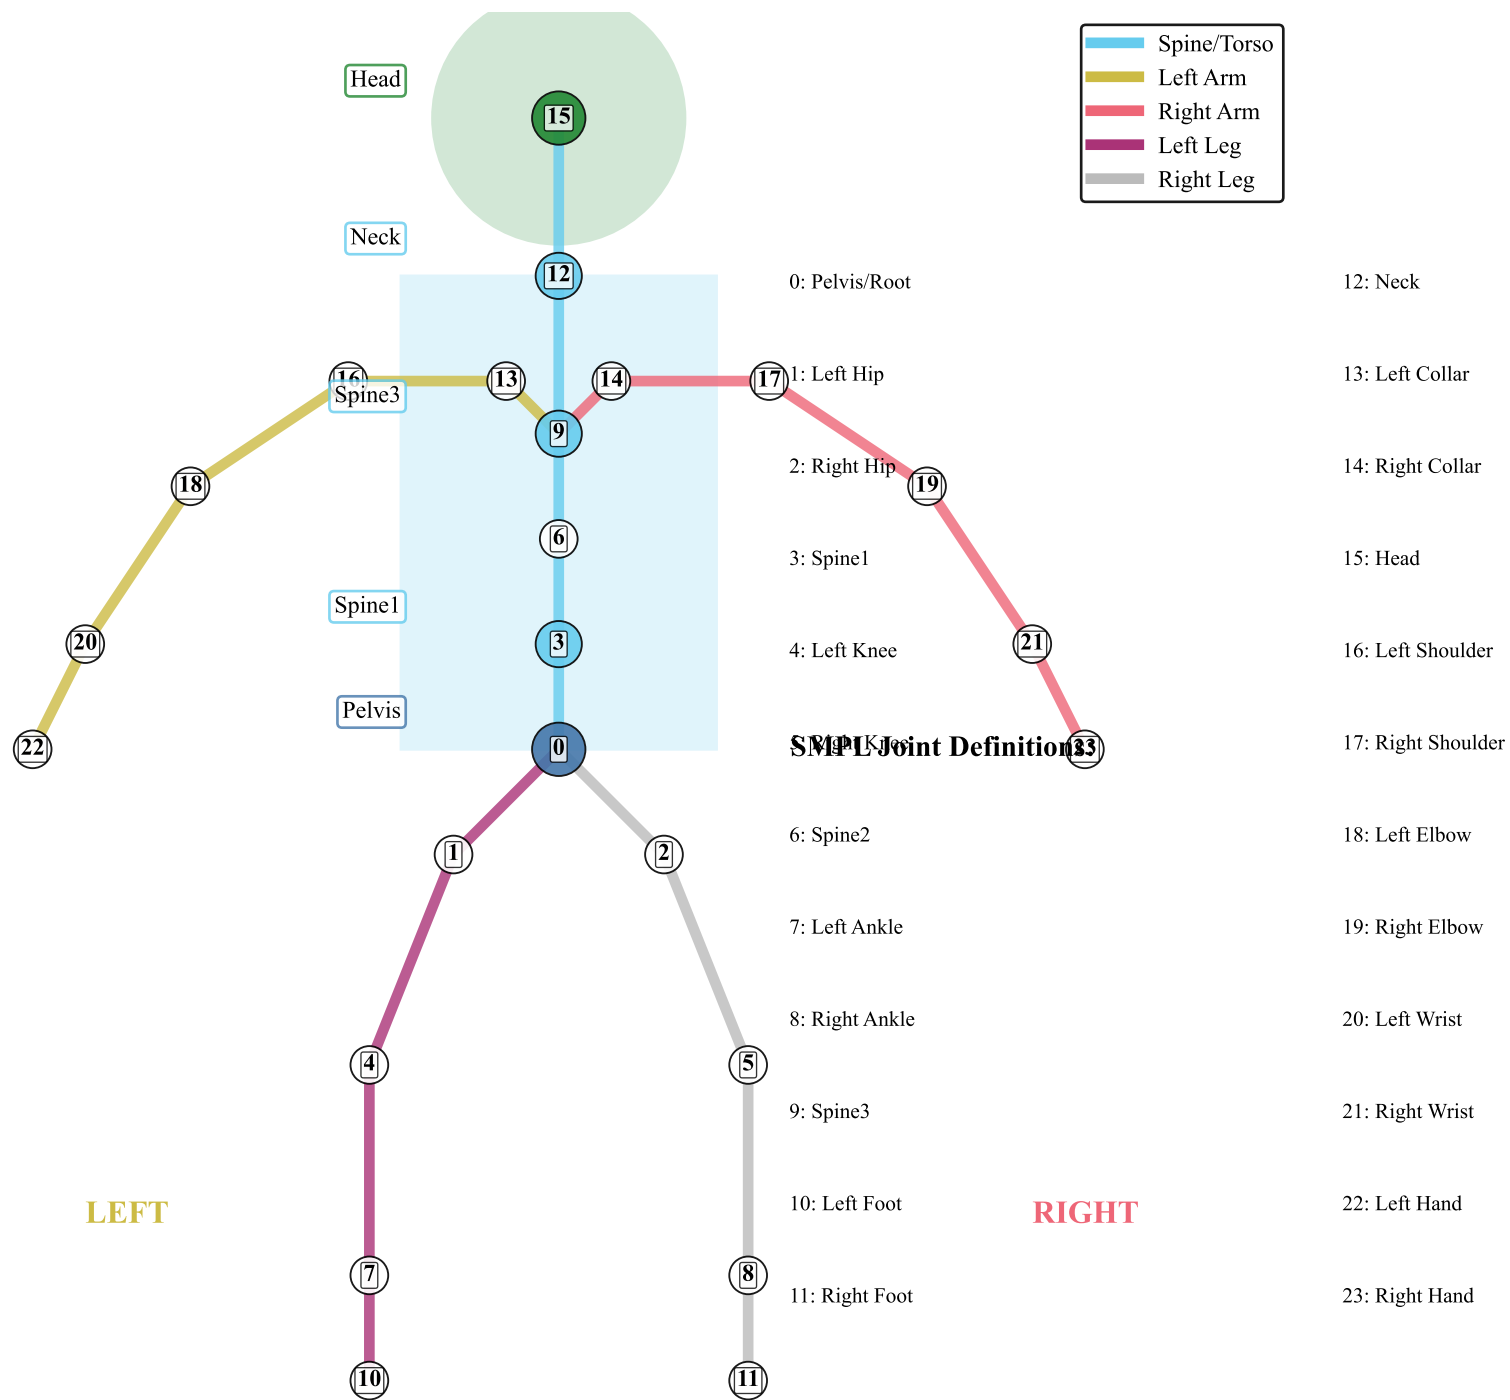 Head
15
Neck
12
16
Spine3
13
14
17
9
18
19
6
Spine1
3
20
21
Pelvis
0
22
23
1
2
4
5
7
8
10
11
Spine/Torso
Left Arm
Right Arm
Left Leg
Right Leg
0: Pelvis/Root
1: Left Hip
2: Right Hip
3: Spine1
4: Left Knee
5: Right Knee
SMPL Joint Definitions:
6: Spine2
7: Left Ankle
8: Right Ankle
9: Spine3
10: Left Foot
11: Right Foot
12: Neck
13: Left Collar
14: Right Collar
15: Head
16: Left Shoulder
17: Right Shoulder
18: Left Elbow
19: Right Elbow
20: Left Wrist
21: Right Wrist
22: Left Hand
23: Right Hand
LEFT
RIGHT